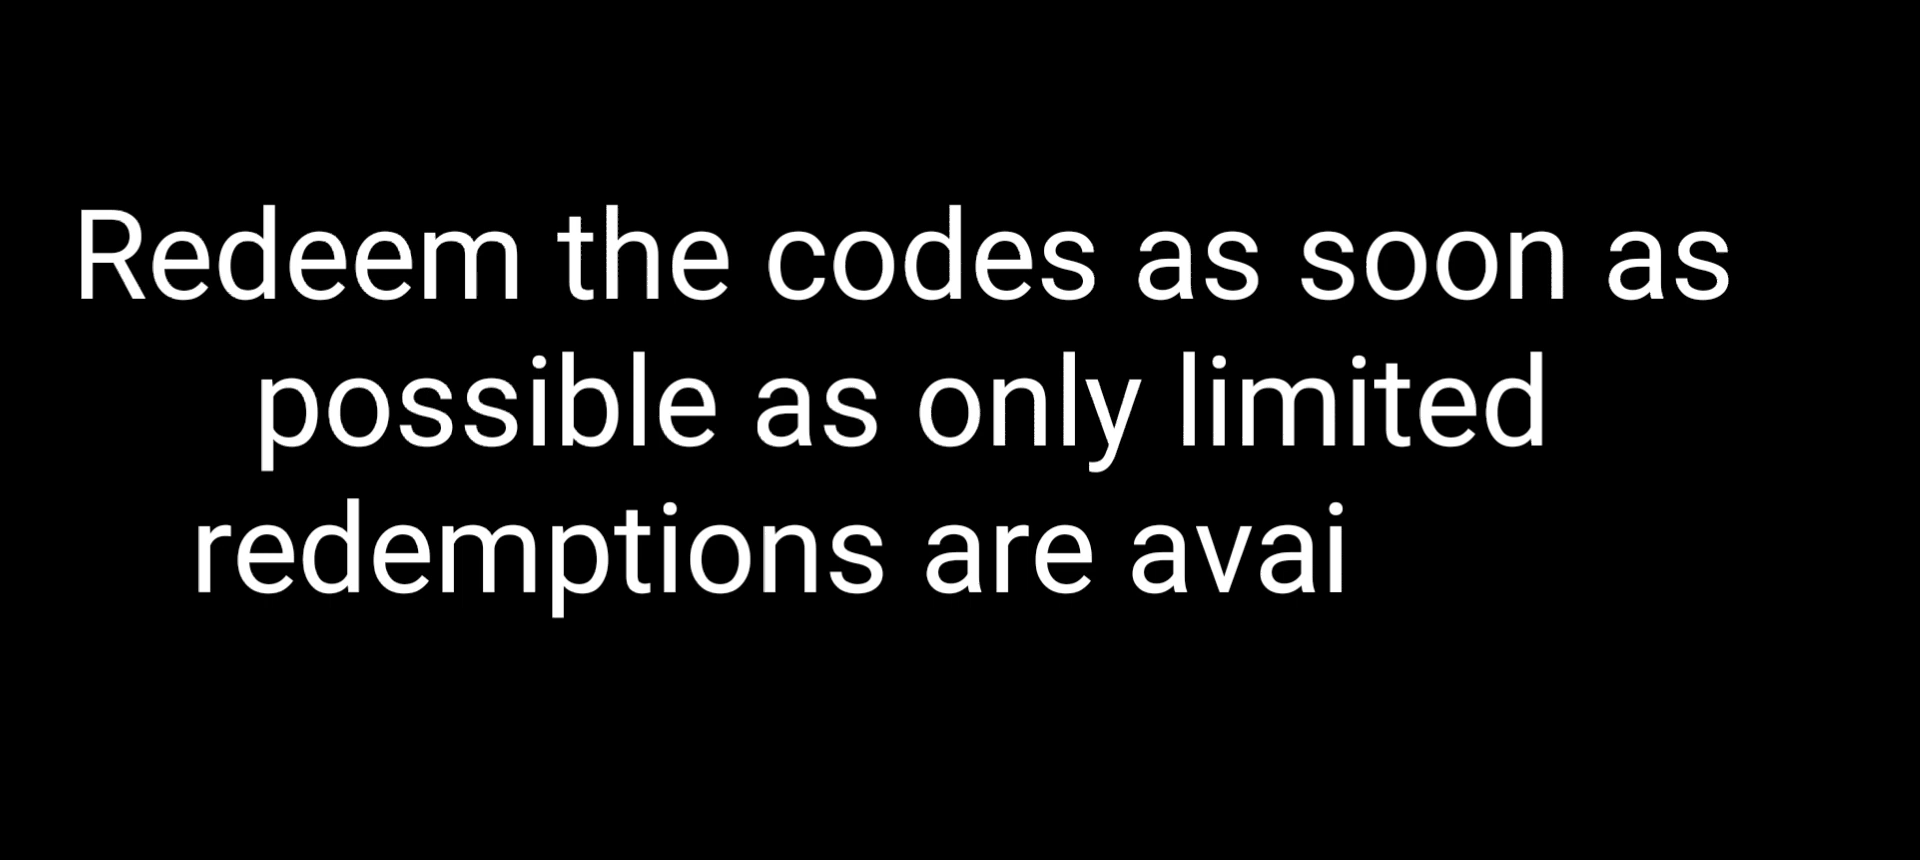 Redeem the codes as soon as
possible as only limited
redemptions are avai